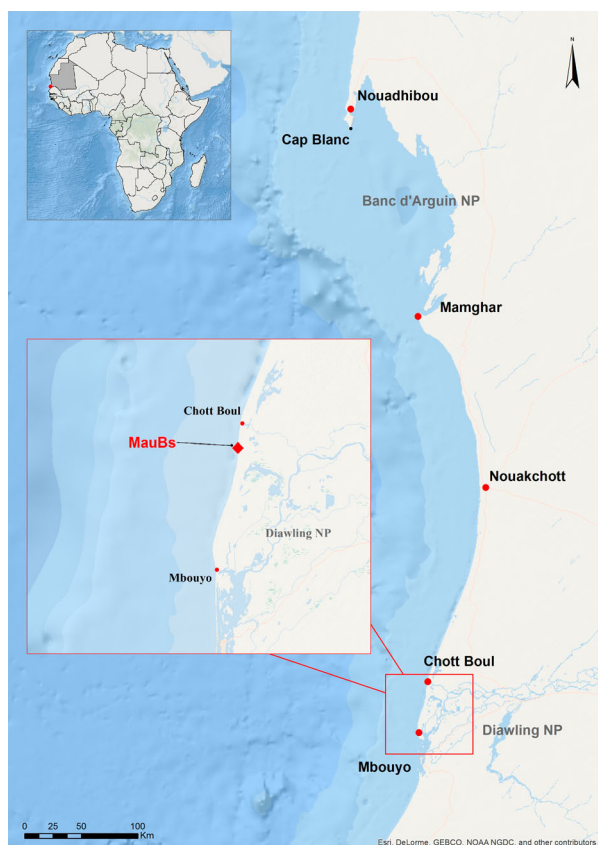 N
Nouadhibou
Cap Blanc
Banc d'Arguin NP
Mamghar
Chott Boul
MauBs
Nouakchott
Diawling NP
Mbouyo
Chott Boul
Diawling NP
Mbouyo
0 25 50 100
Km
Esri, DeLorme, GEBCO, NOAA NGDC, and other contributors